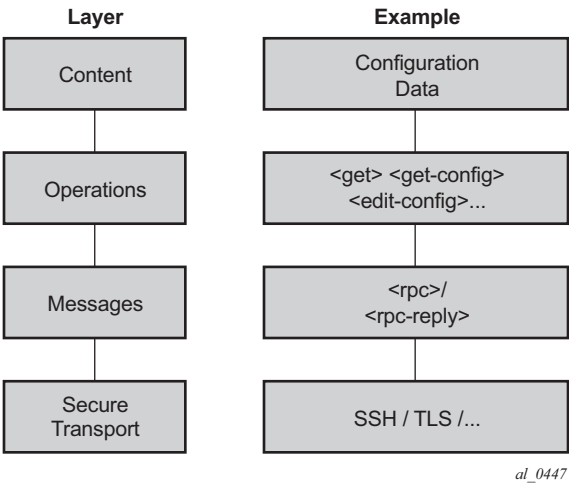 Layer
Example
Content
Configuration
Data
Operations
<get> <get-config>
<edit-config>...
Messages
<rpc>/
<rpc-reply>
Secure
Transport
SSH / TLS /...
al_0447